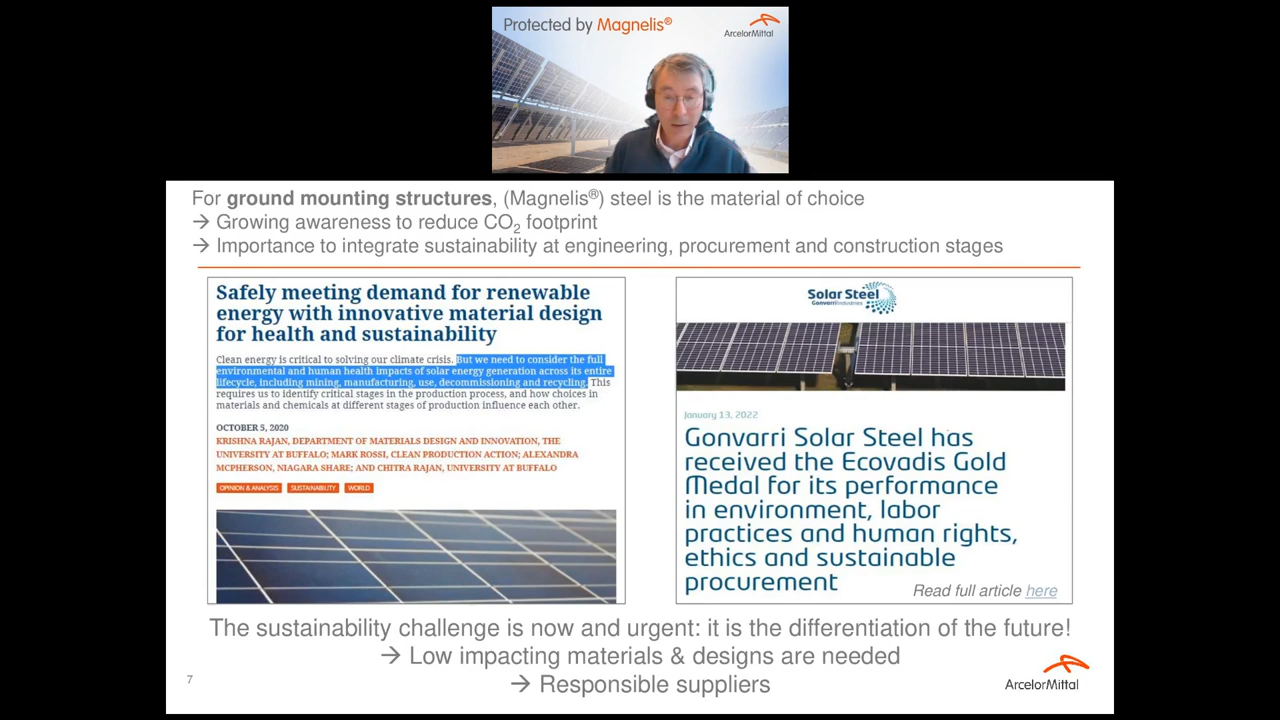 Protected by Magnelis®
ArcelorMittal
For ground mounting structures, (Magnelis®) steel is the material of choice
→ Growing awareness to reduce CO₂ footprint
→ Importance to integrate sustainability at engineering, procurement and construction stages
Safely meeting demand for renewable
energy with innovative material design
for health and sustainability
Clean energy is critical to solving our climate crisis. But we need to consider the full
environmental and human health impacts of solar energy generation across its entire
lifecycle, including mining, manufacturing, use, decommissioning and recycling. This
requires us to identify critical stages in the production process, and how choices in
materials and chemicals at different stages of production influence each other.
OCTOBER 5, 2020
KRISHNA RAJAN, DEPARTMENT OF MATERIALS DESIGN AND INNOVATION, THE
UNIVERSITY AT BUFFALO; MARK ROSSI, CLEAN PRODUCTION ACTION; ALEXANDRA
MCPHERSON, NIAGARA SHARE; AND CHITRA RAJAN, UNIVERSITY AT BUFFALO
OPINION & ANALYSIS SUSTAINABILITY WORLD
Solar Steel
Gonvarri Industries
January 13, 2022
Gonvarri Solar Steel has
received the Ecovadis Gold
Medal for its performance
in environment, labor
practices and human rights,
ethics and sustainable
procurement
Read full article here
The sustainability challenge is now and urgent: it is the differentiation of the future!
→ Low impacting materials & designs are needed
→ Responsible suppliers
7
ArcelorMittal